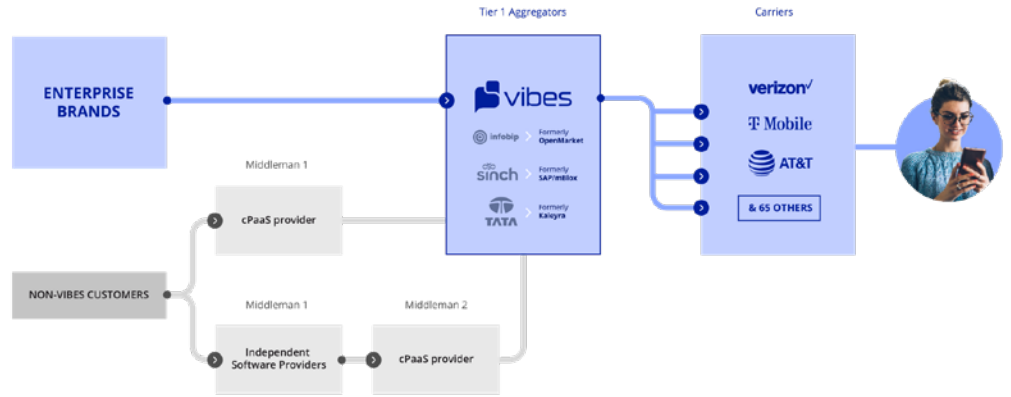 Tier 1 Aggregators
Carriers
ENTERPRISE
BRANDS
vibes
infobip
Formerly
OpenMarket
sinch
Formerly
SAP/mBlox
TATA
Formerly
Kaleyra
verizon✓
T Mobile
AT&T
& 65 OTHERS
Middleman 1
cPaaS provider
NON-VIBES CUSTOMERS
Middleman 1
Independent
Software Providers
Middleman 2
cPaaS provider